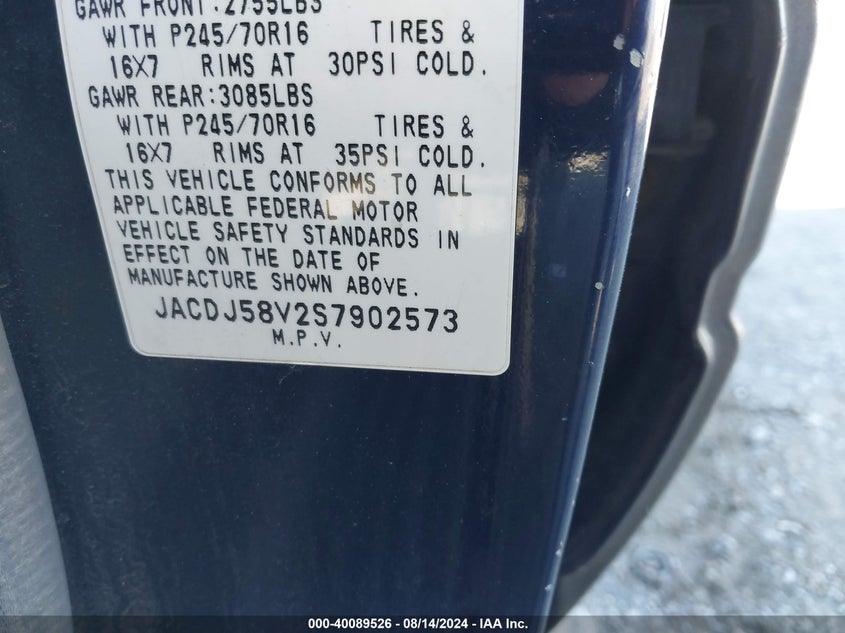 GAWR FRONT:2755LBS
WITH P245/70R16 TIRES &
16X7 RIMS AT 30PSI COLD.
GAWR REAR:3085LBS
WITH P245/70R16 TIRES &
16X7 RIMS AT 35PSI COLD.
THIS VEHICLE CONFORMS TO ALL
APPLICABLE FEDERAL MOTOR
VEHICLE SAFETY STANDARDS IN
EFFECT ON THE DATE OF
MANUFACTURE SHOWN ABOVE.
JACDJ58V2S7902573
M.P.V.
000-40089526 - 08/14/2024 - IAA Inc.